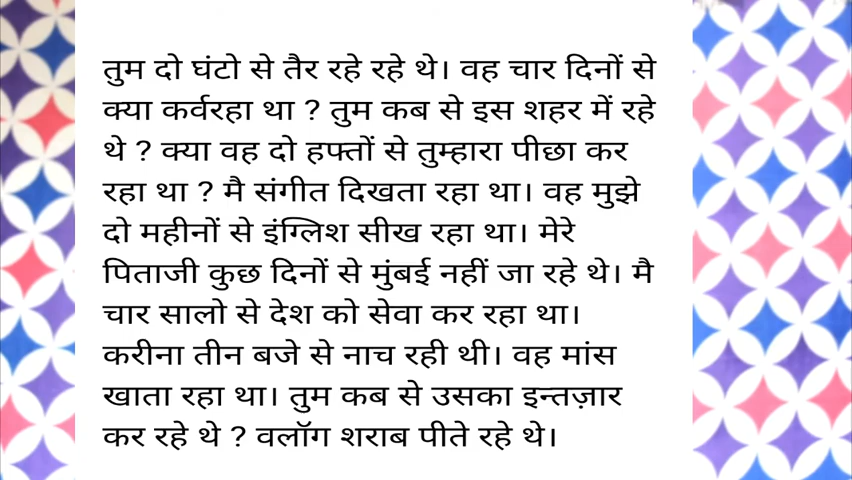 तुम दो घंटो से तैर रहे रहे थे। वह चार दिनों से
क्या कर्वरहा था ? तुम कब से इस शहर में रहे
थे ? क्या वह दो हफ्तों से तुम्हारा पीछा कर
रहा था ? मै संगीत दिखता रहा था। वह मुझे
दो महीनों से इंग्लिश सीख रहा था। मेरे
पिताजी कुछ दिनों से मुंबई नहीं जा रहे थे। मै
चार सालो से देश को सेवा कर रहा था।
करीना तीन बजे से नाच रही थी। वह मांस
खाता रहा था। तुम कब से उसका इन्तज़ार
कर रहे थे ? वलॉग शराब पीते रहे थे।